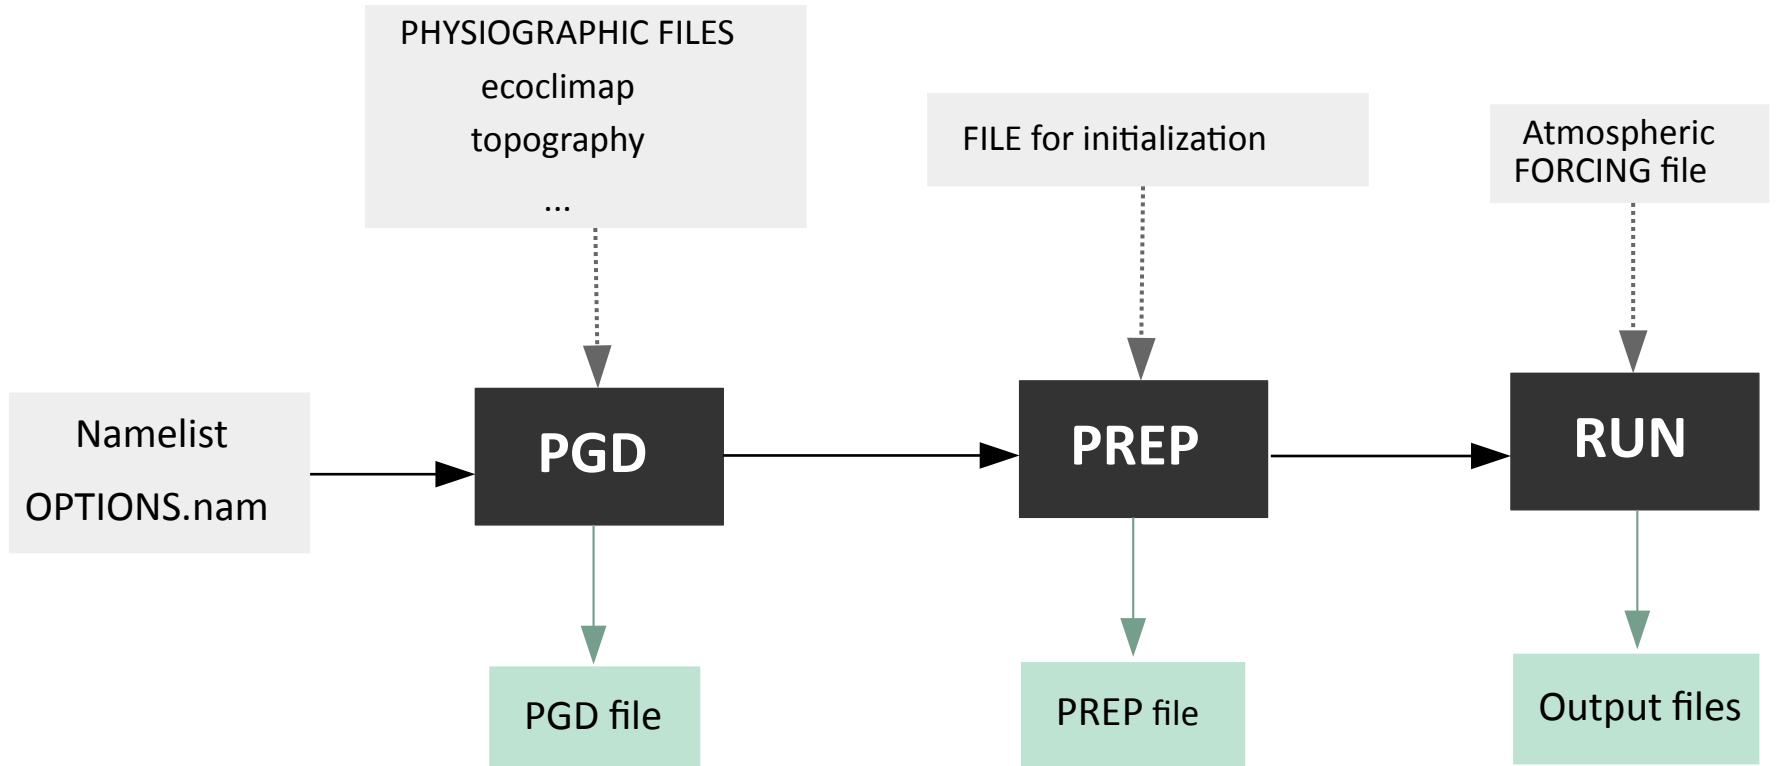 PHYSIOGRAPHIC FILES
ecoclimap
topography
...
FILE for initialization
Atmospheric
FORCING file
Namelist
OPTIONS.nam
PGD
PREP
RUN
PGD file
PREP file
Output files